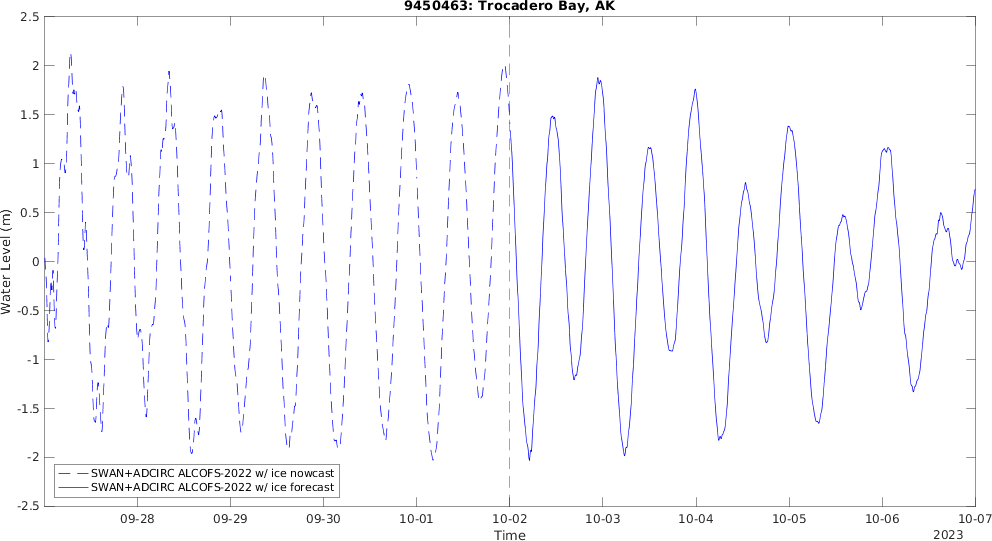 9450463: Trocadero Bay, AK
2.5
2
1.5
1
0.5
0
-0.5
-1
-1.5
-2
-2.5
Water Level (m)
SWAN+ADCIRC ALCOFS-2022 w/ ice nowcast
SWAN+ADCIRC ALCOFS-2022 w/ ice forecast
09-28 09-29 09-30 10-01 10-02 10-03 10-04 10-05 10-06 10-07
Time
2023